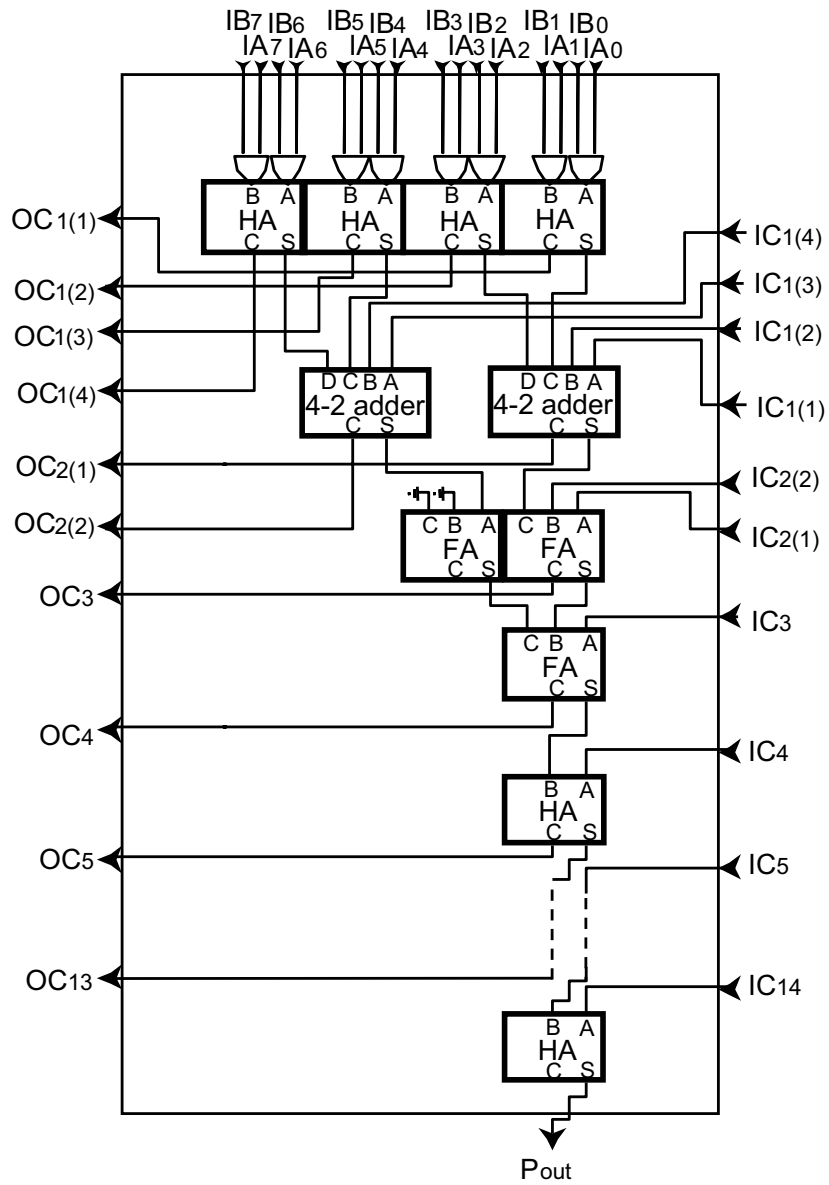 IB7 IB6 IB5 IB4 IB3 IB2 IB1 IB0
IA7 IA6 IA5 IA4 IA3 IA2 IA1 IA0
B A B A B A B A
HA HA HA HA
C S C S C S C S
OC1(1)
IC1(4)
OC1(2)
IC1(3)
OC1(3)
IC1(2)
OC1(4)
IC1(1)
D C B A D C B A
4-2 adder 4-2 adder
C S C S
OC2(1)
IC2(2)
OC2(2)
IC2(1)
C B A C B A
FA FA
C S C S
OC3
IC3
C B A
FA
C S
OC4
IC4
B A
HA
C S
OC5
IC5
OC13
IC14
B A
HA
C S
Pout